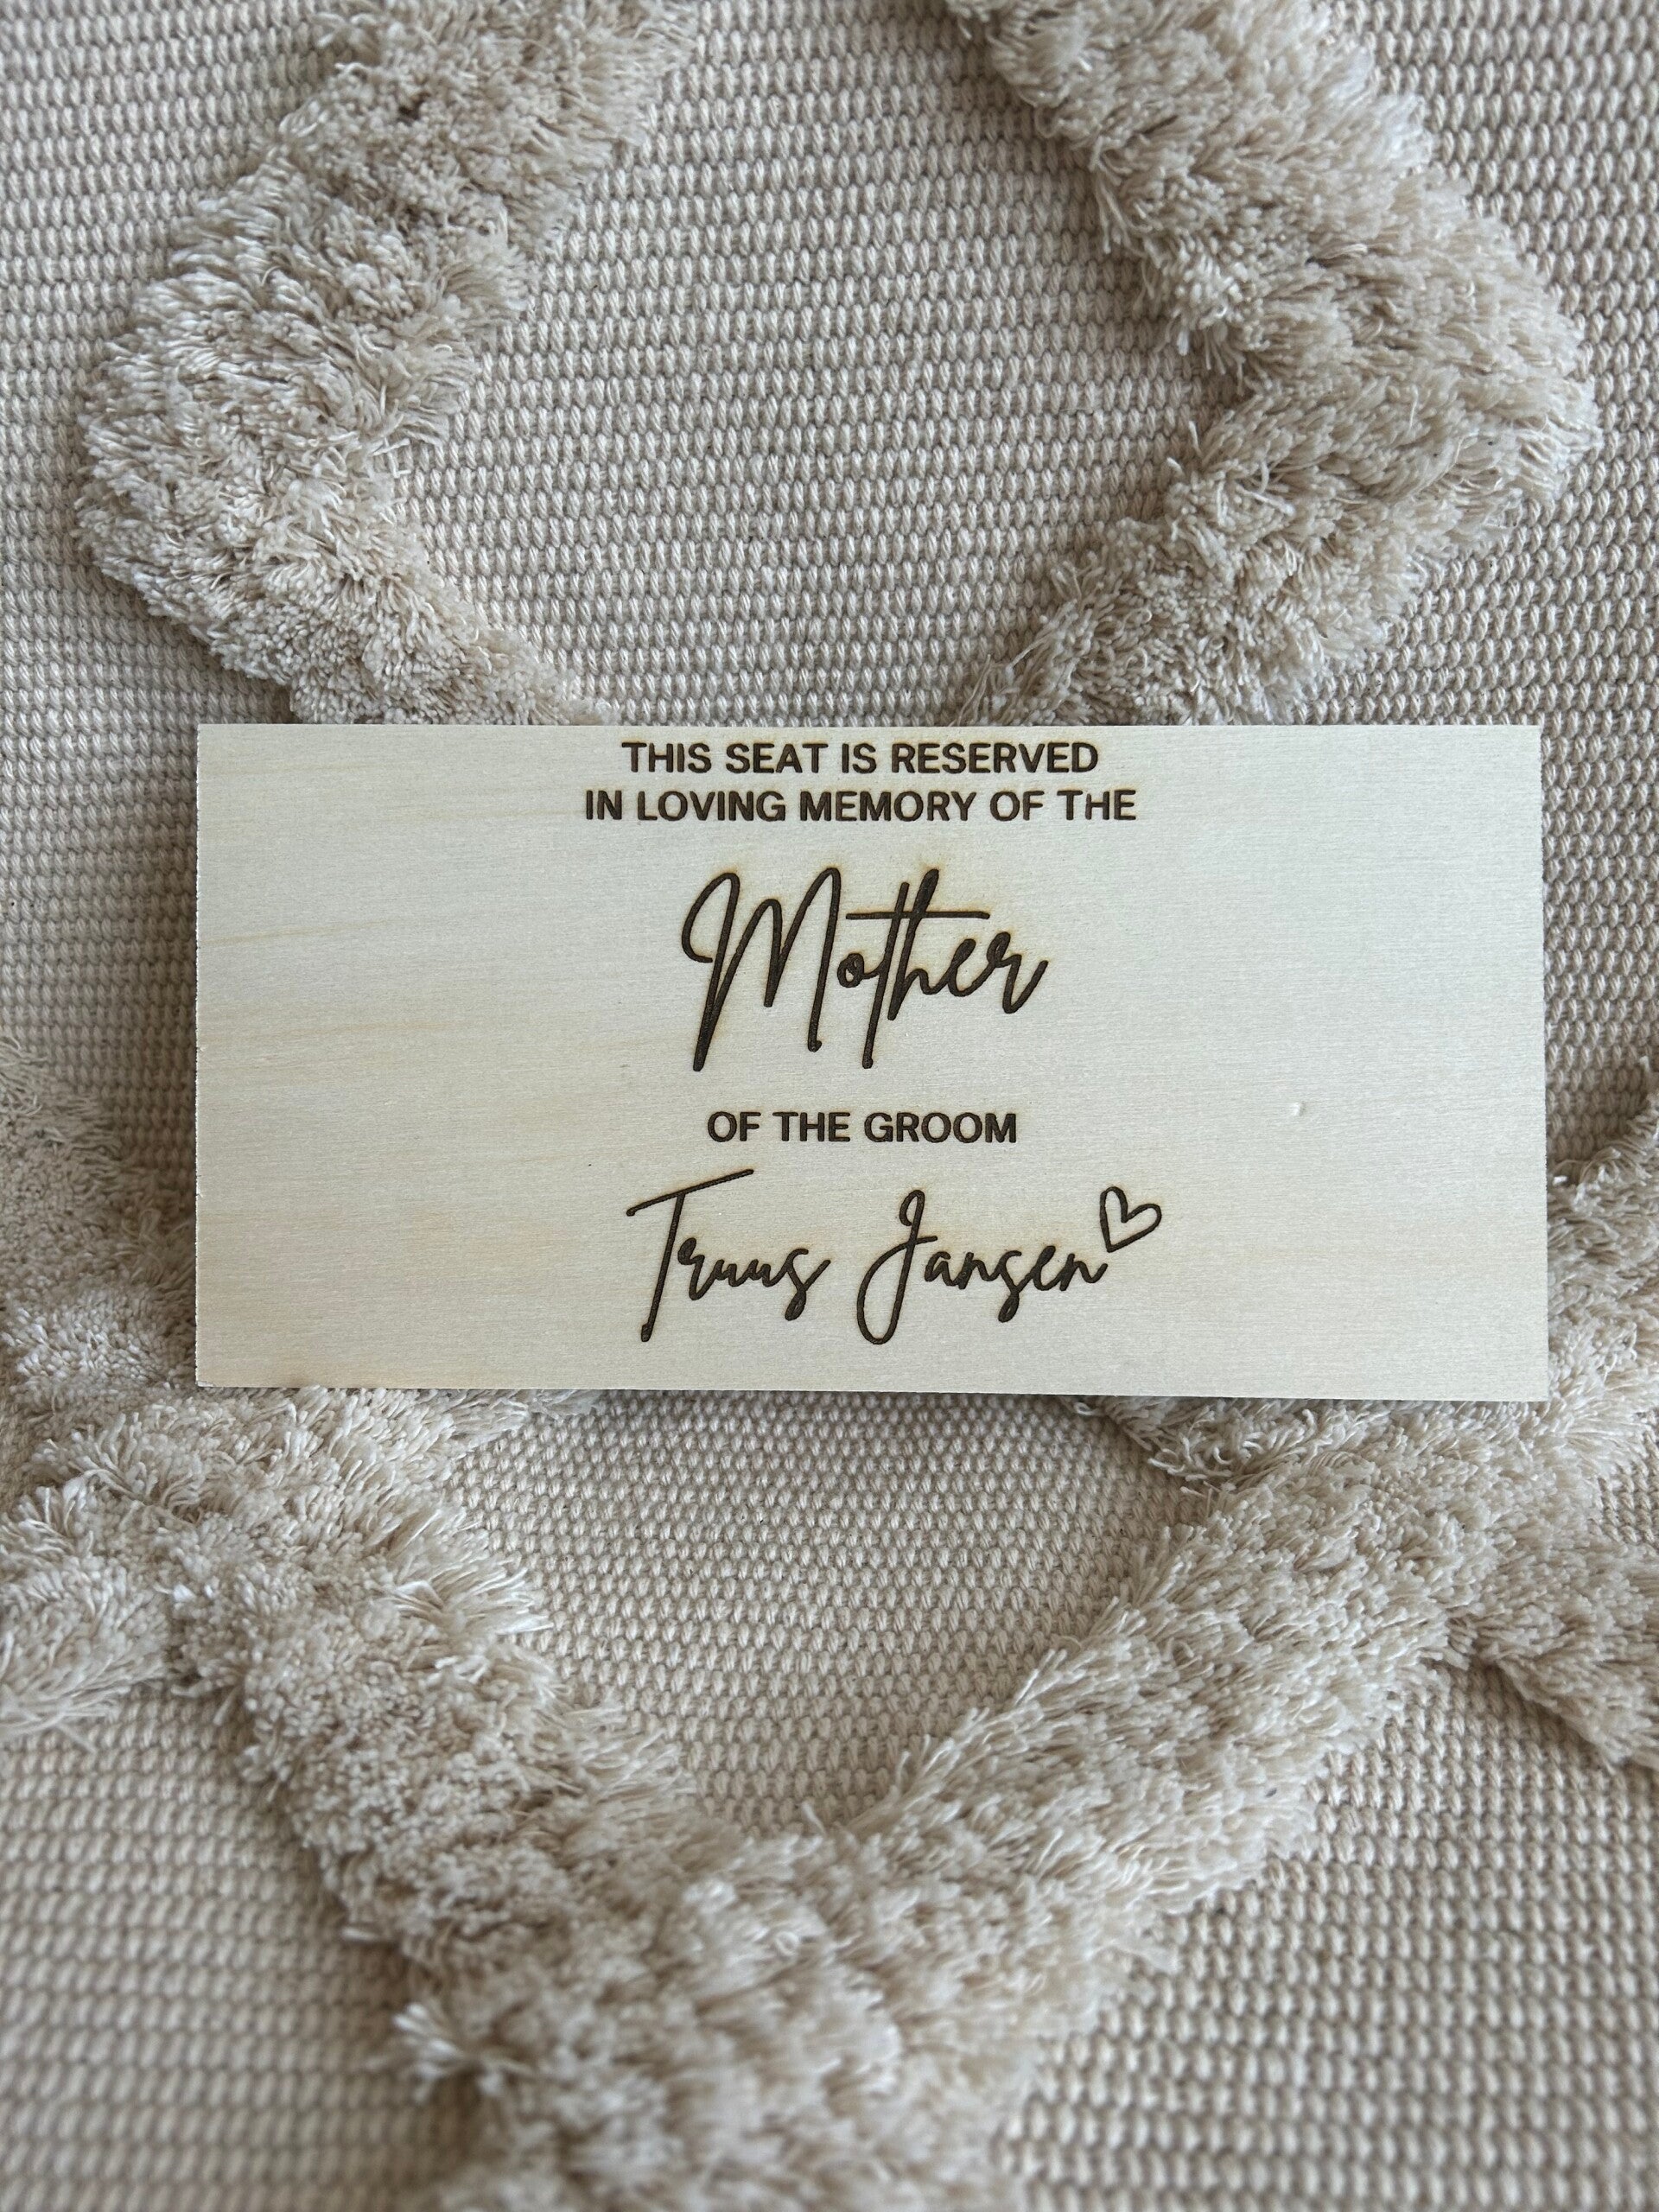 THIS SEAT IS RESERVED
IN LOVING MEMORY OF THE
Mother
OF THE GROOM
Truus Jansen